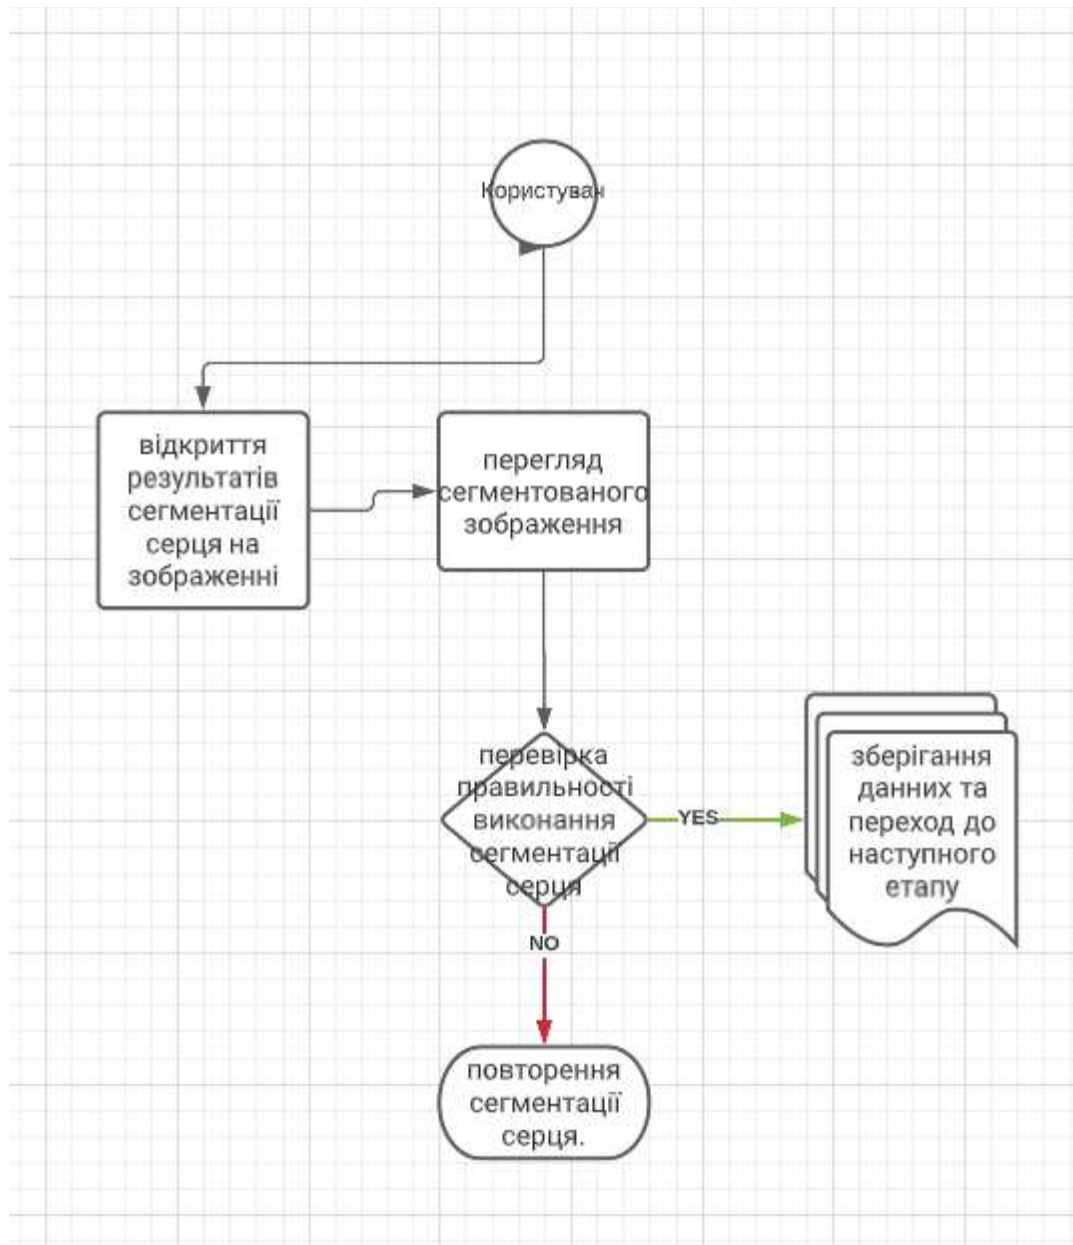 Користувач
відкриття
результатів
сегментації
серця на
зображенні
перегляд
сегментованого
зображення
перевірка
правильності
виконання
сегментації
серця
YES
зберігання
данних та
переход до
наступного
етапу
NO
повторення
сегментації
серця.